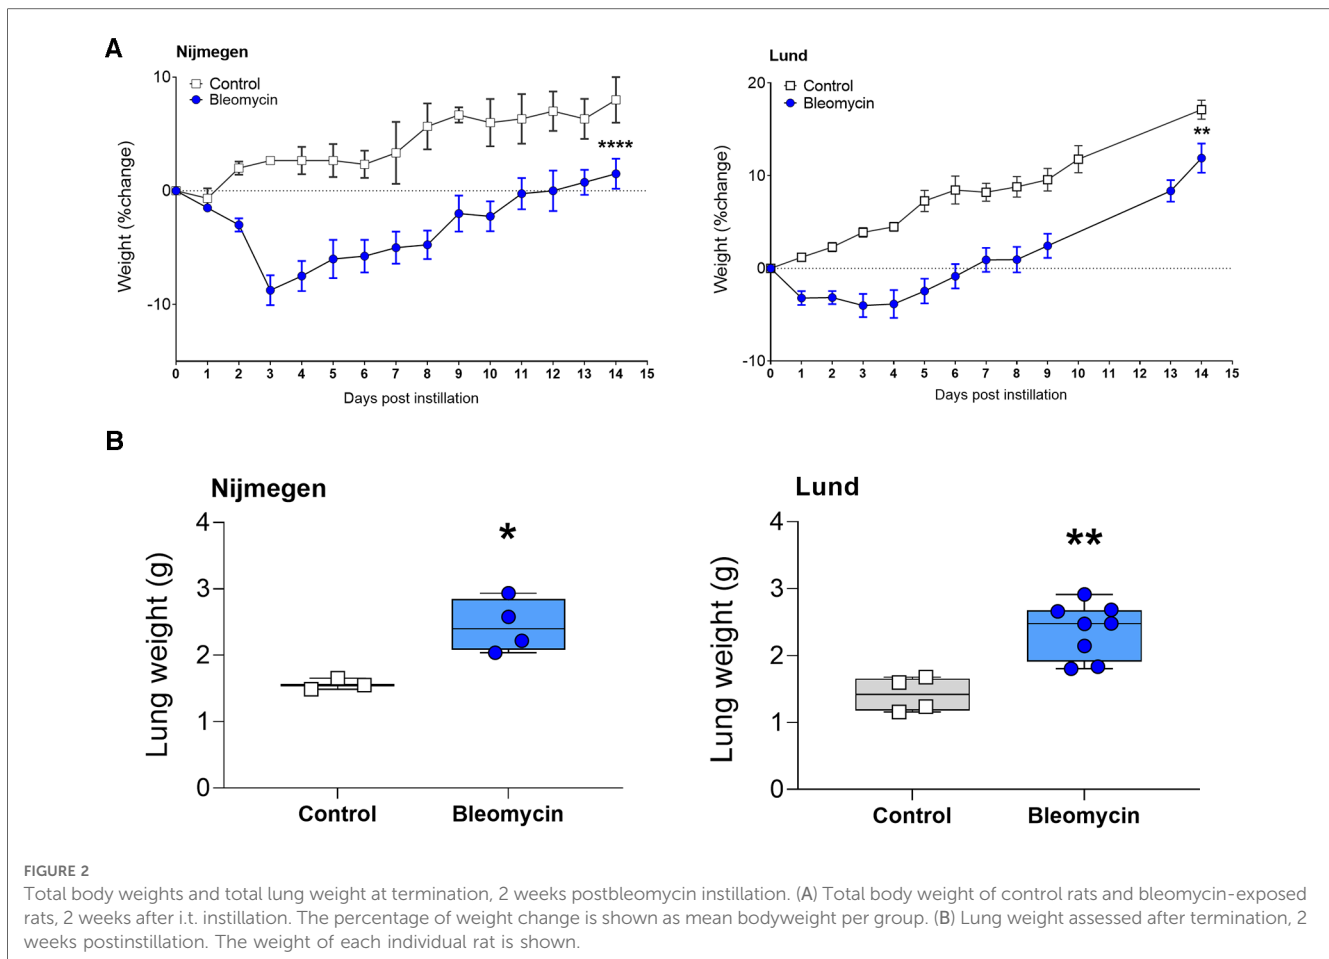 A
Nijmegen
Control
Bleomycin
10
0
-10
Weight (%change)
****
0 1 2 3 4 5 6 7 8 9 10 11 12 13 14 15
Days post instillation
Lund
Control
Bleomycin
20
10
0
-10
Weight (%change)
**
0 1 2 3 4 5 6 7 8 9 10 11 12 13 14 15
Days post instillation
B
Nijmegen
4
3
2
1
0
Lung weight (g)
*
Control Bleomycin
Lund
4
3
2
1
0
Lung weight (g)
**
Control Bleomycin
FIGURE 2
Total body weights and total lung weight at termination, 2 weeks postbleomycin instillation. (A) Total body weight of control rats and bleomycin-exposed
rats, 2 weeks after i.t. instillation. The percentage of weight change is shown as mean bodyweight per group. (B) Lung weight assessed after termination, 2
weeks postinstillation. The weight of each individual rat is shown.